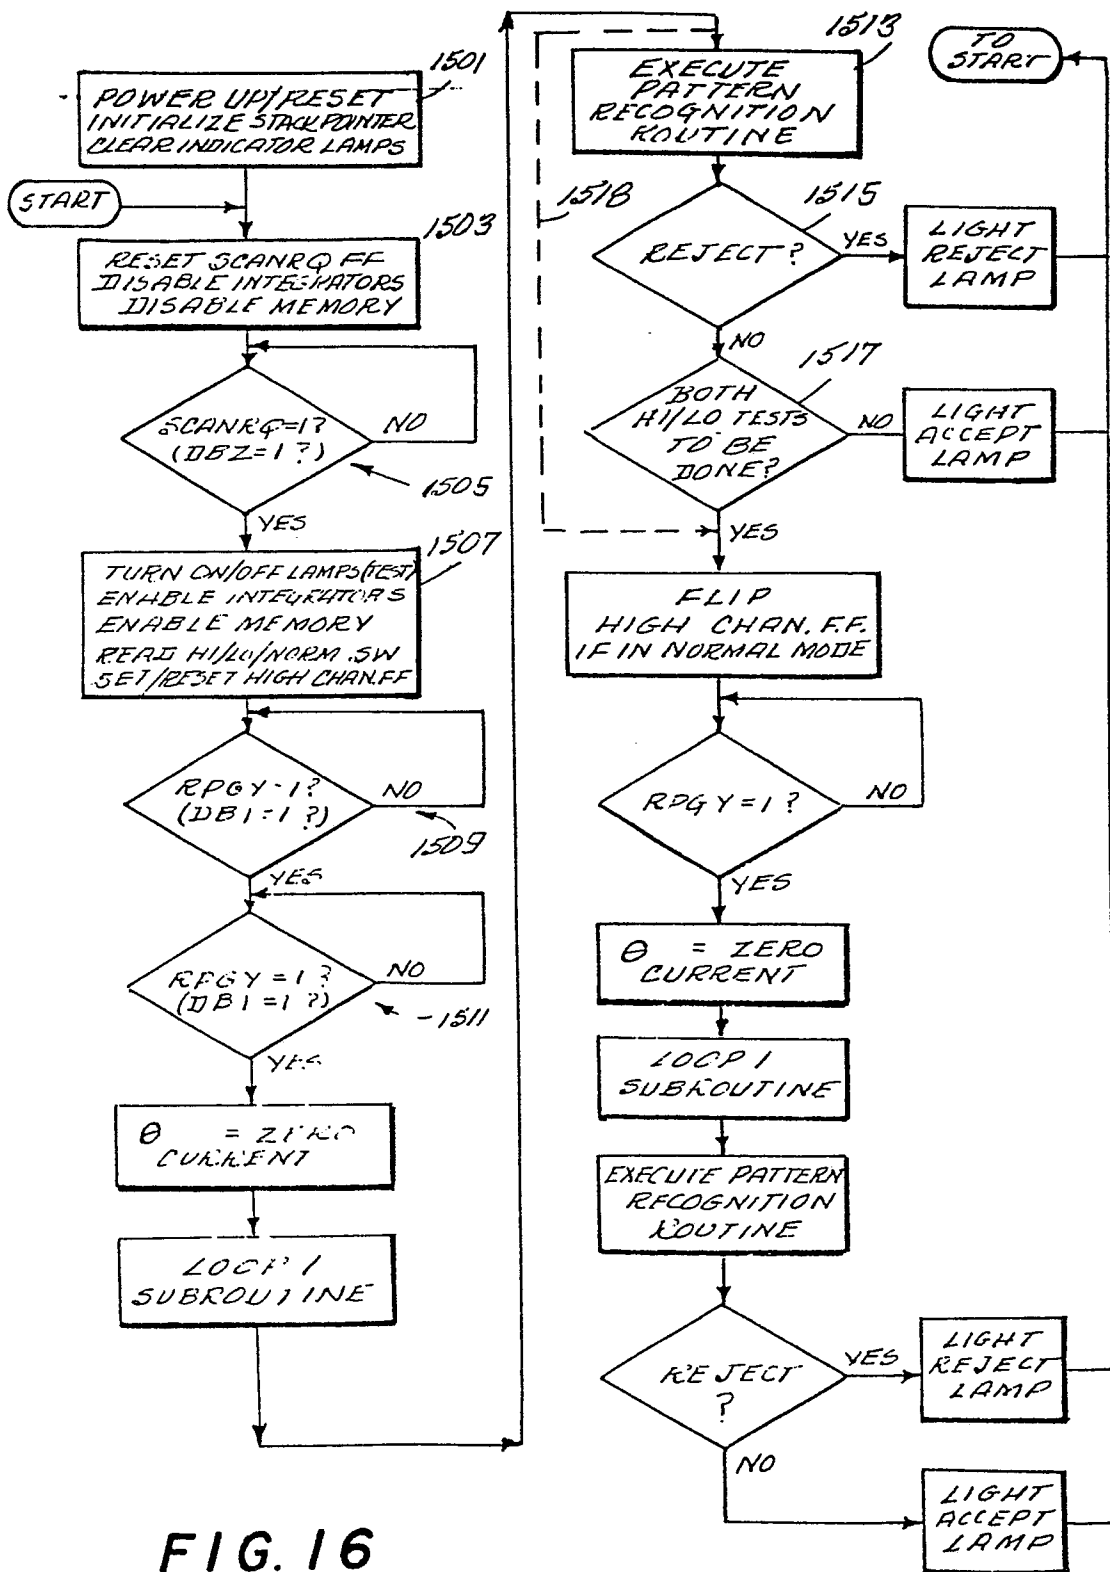 1501
POWER UP/RESET
INITIALIZE STACK POINTER
CLEAR INDICATOR LAMPS
START
1503
RESET SCANRQ FF
DISABLE INTEGRATORS
DISABLE MEMORY
SCANRQ=1?
(DBZ=1?)
NO
1505
YES
1507
TURN ON/OFF LAMPS(TEST)
ENABLE INTEGRATORS
ENABLE MEMORY
READ HI/LO/NORM .SW
SET/RESET HIGH CHAN.FF
RPGY=1?
(DB1=1?)
NO
1509
YES
RPGY=1?
(DB1=1?)
NO
1511
YES
θ = ZERO
CURRENT
LOOP 1
SUBROUTINE
1513
EXECUTE
PATTERN
RECOGNITION
ROUTINE
1518
1515
REJECT?
YES
LIGHT
REJECT
LAMP
NO
1517
BOTH
HI/LO TESTS
TO BE
DONE?
NO
LIGHT
ACCEPT
LAMP
YES
FLIP
HIGH CHAN. F.F.
IF IN NORMAL MODE
RPGY=1?
NO
YES
θ = ZERO
CURRENT
LOOP 1
SUBROUTINE
EXECUTE PATTERN
RECOGNITION
ROUTINE
REJECT
?
YES
LIGHT
REJECT
LAMP
NO
LIGHT
ACCEPT
LAMP
TO
START
FIG. 16